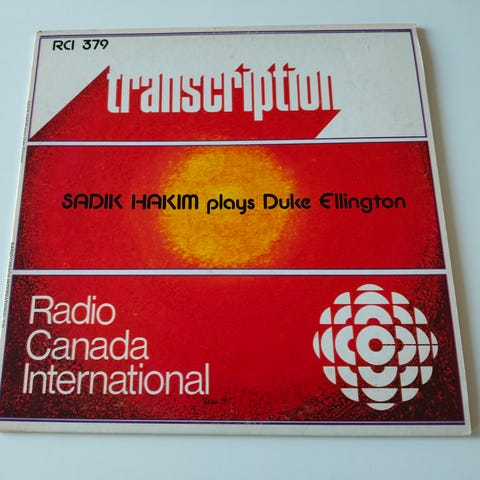 RCI 379
transcription
SADIK HAKIM plays Duke Ellington
Radio
Canada
International